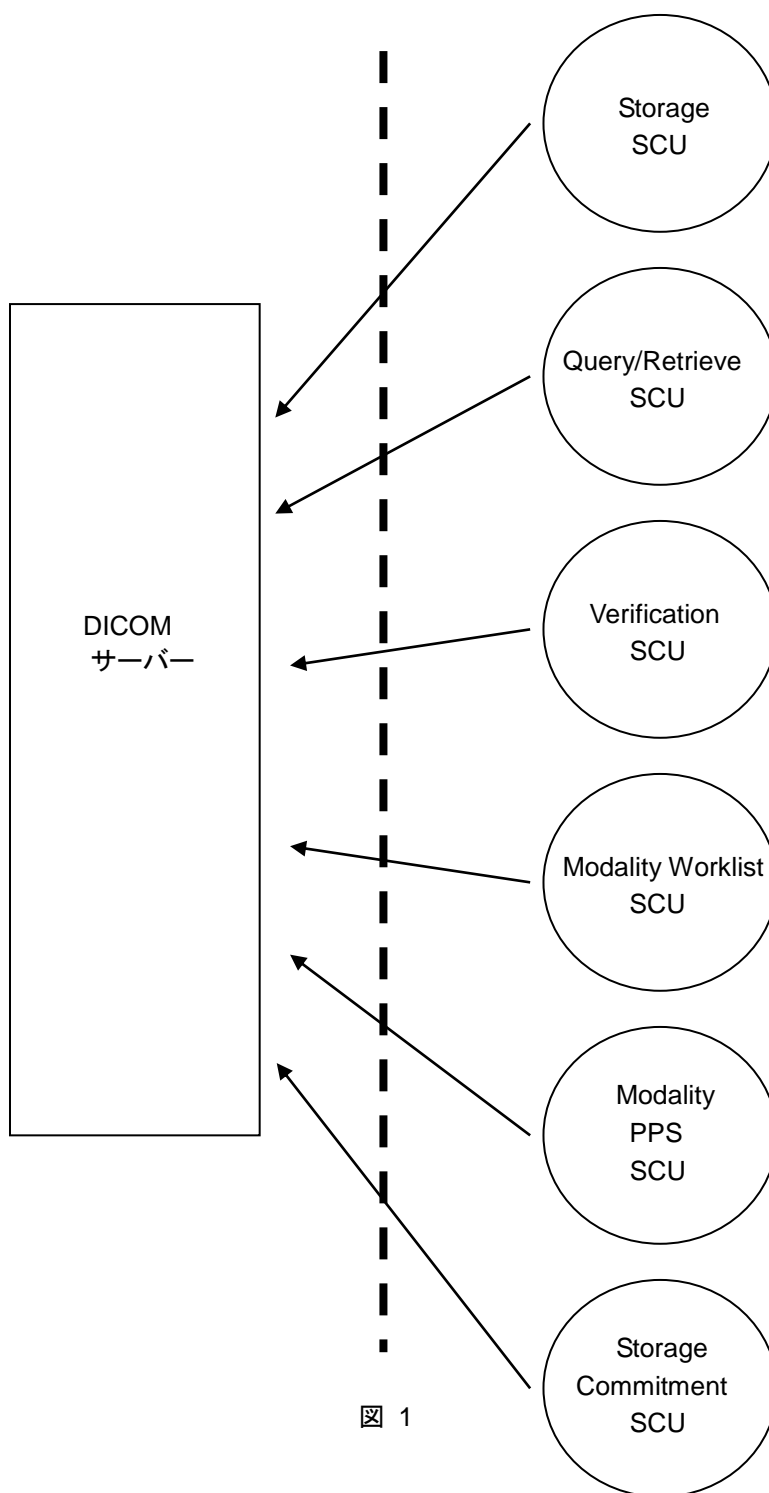 Storage
SCU
Query/Retrieve
SCU
DICOM
サーバー
Verification
SCU
Modality Worklist
SCU
Modality
PPS
SCU
Storage
Commitment
SCU
図 1